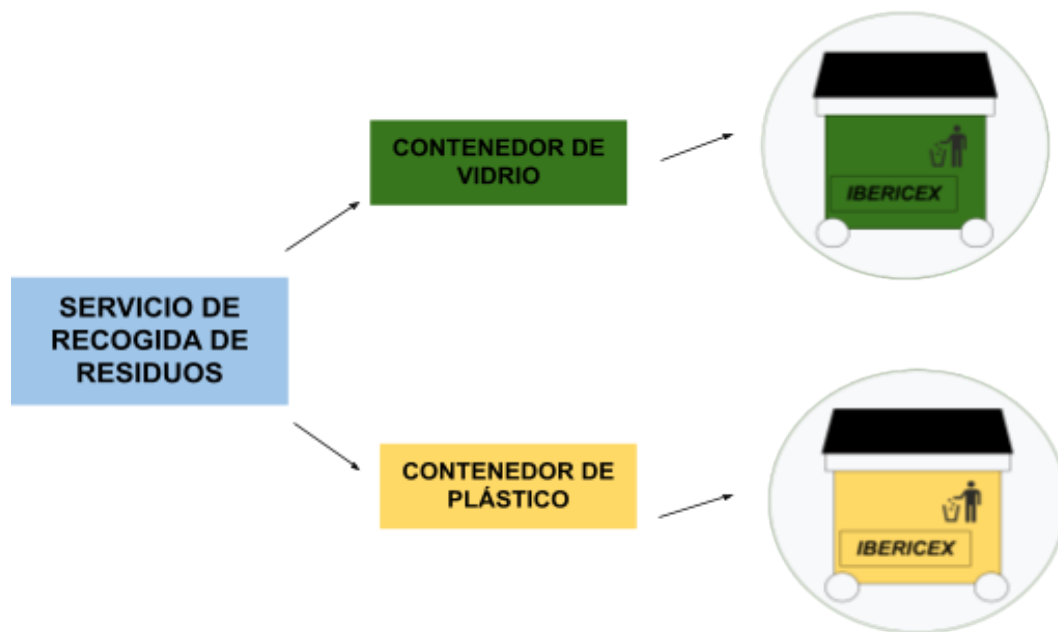 CONTENEDOR DE
VIDRIO
IBERICEX
SERVICIO DE
RECOGIDA DE
RESIDUOS
CONTENEDOR DE
PLÁSTICO
IBERICEX